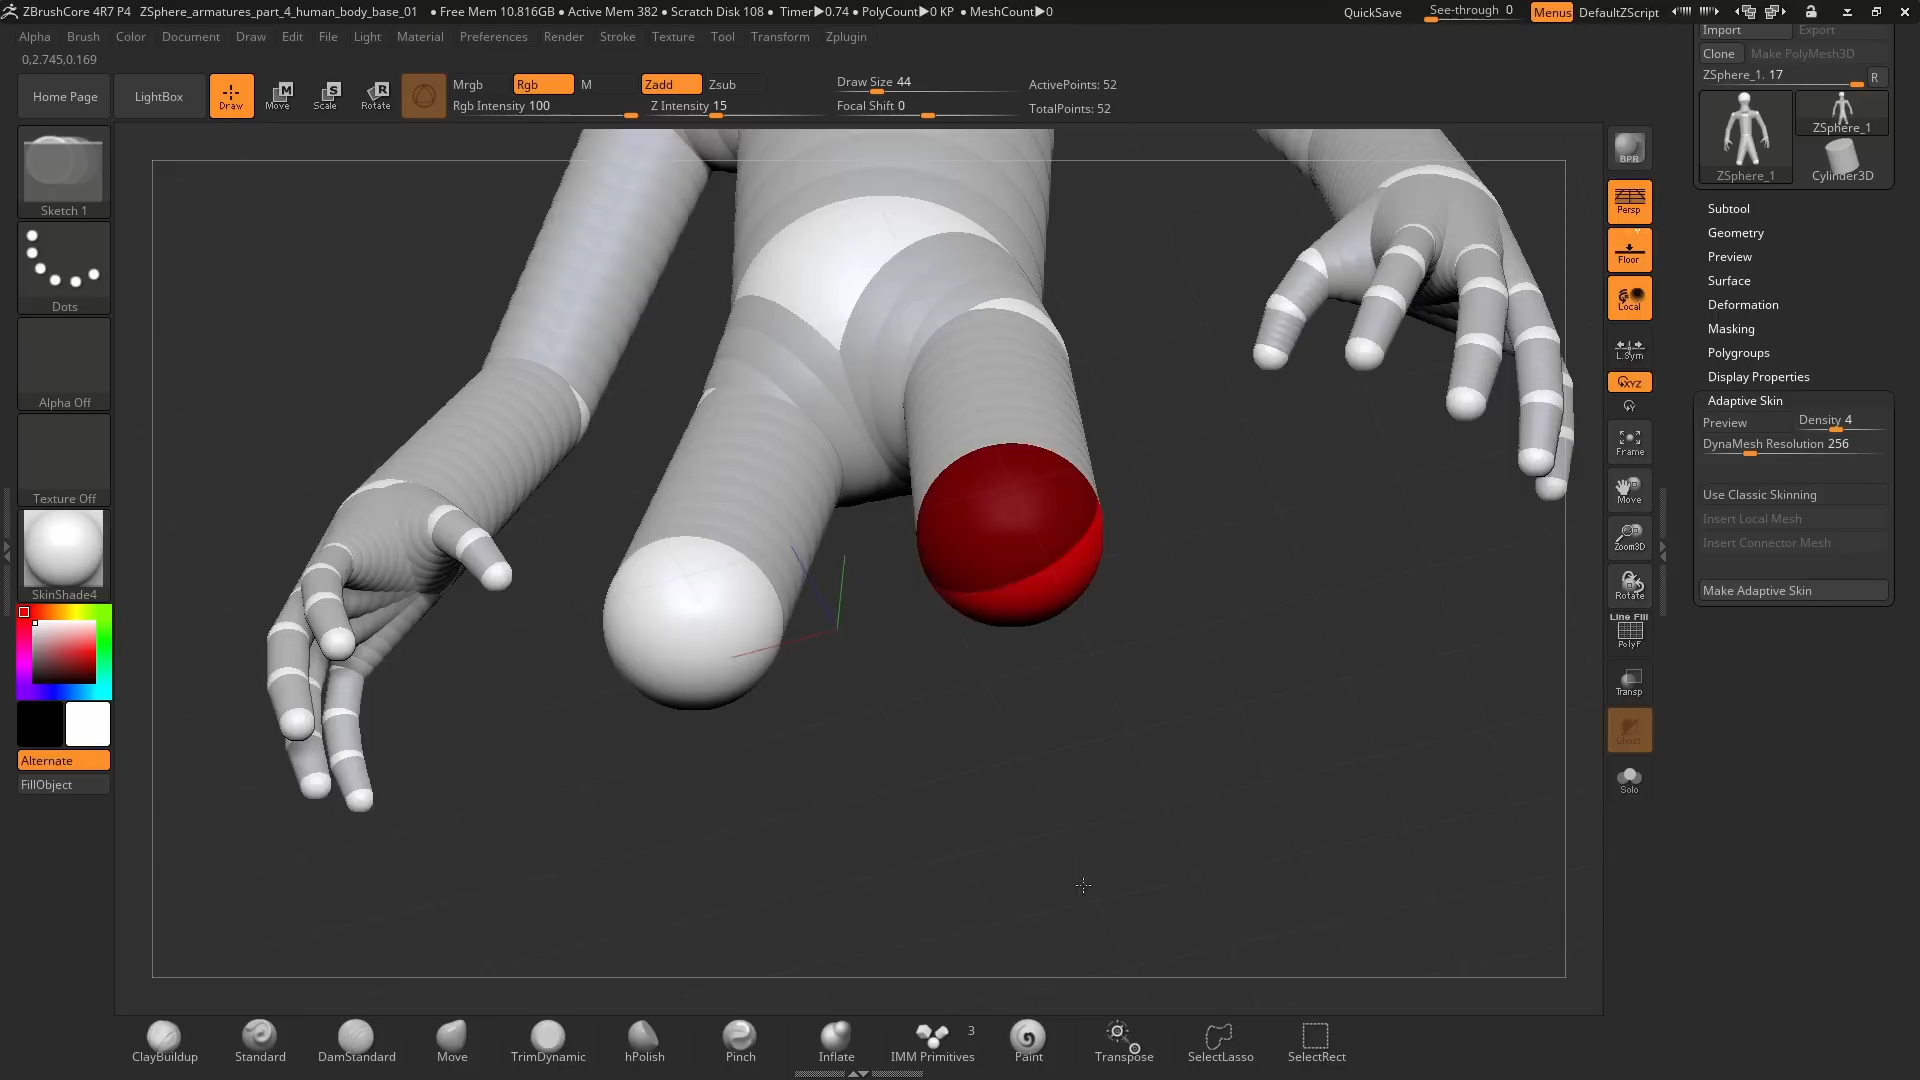 ZBrushCore 4R7 P4 ZSphere_armatures_part_4_human_body_base_01 • Free Mem 10.816GB • Active Mem 382 • Scratch Disk 108 • Timer▶0.74 • PolyCount▶0 KP • MeshCount▶0 QuickSave See-through 0 Menus DefaultZScript
Alpha Brush Color Document Draw Edit File Light Material Preferences Render Stroke Texture Tool Transform Zplugin
0,2.745,0.169
Home Page LightBox Draw Move Scale Rotate
Mrgb Rgb M Zadd Zsub
Rgb Intensity 100 Z Intensity 15
Draw Size 44
Focal Shift 0
ActivePoints: 52
TotalPoints: 52
Sketch 1
Dots
Alpha Off
Texture Off
SkinShade4
Alternate
FillObject
BPR
Persp
Floor
Local
L.Sym
XYZ
Y
Frame
Move
Zoom3D
Rotate
Line Fill
PolyF
Transp
Ghost
Solo
Import Export
Clone Make PolyMesh3D
ZSphere_1. 17 R
ZSphere_1
ZSphere_1
Cylinder3D
Subtool
Geometry
Preview
Surface
Deformation
Masking
Polygroups
Display Properties
Adaptive Skin
Preview Density 4
DynaMesh Resolution 256
Use Classic Skinning
Insert Local Mesh
Insert Connector Mesh
Make Adaptive Skin
3
ClayBuildup Standard DamStandard Move TrimDynamic hPolish Pinch Inflate IMM Primitives Paint Transpose SelectLasso SelectRect